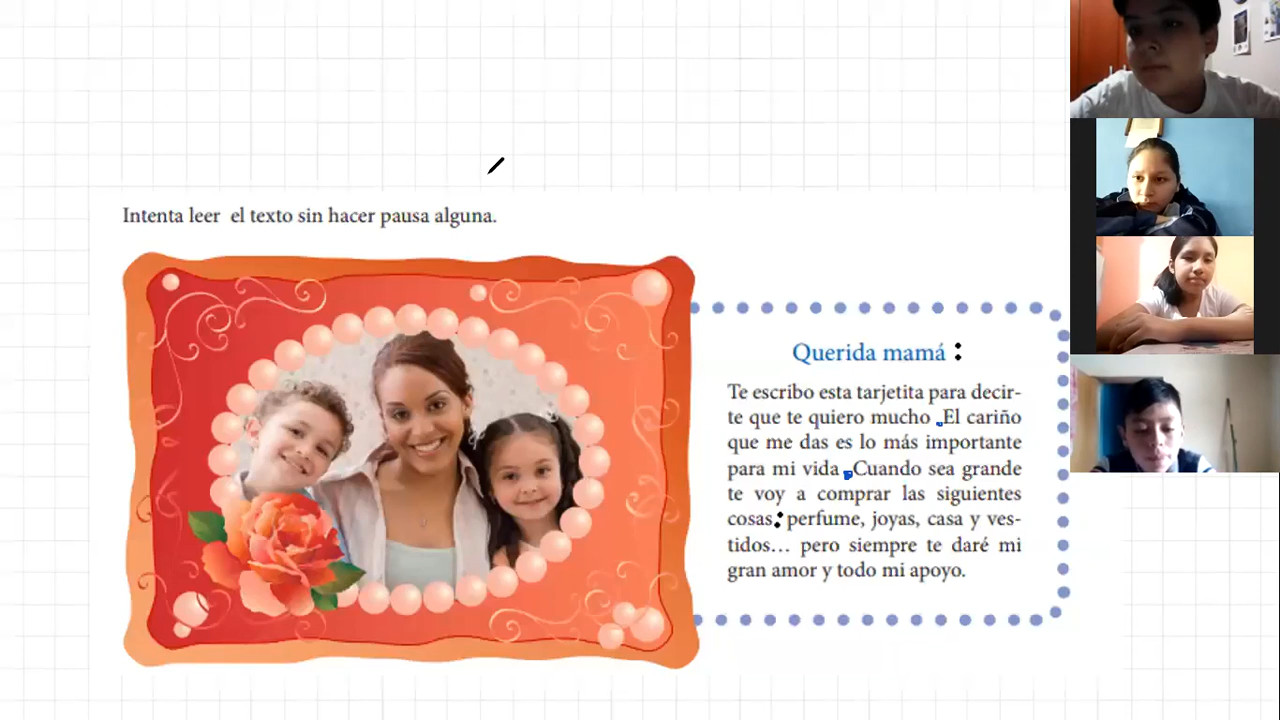 Intenta leer el texto sin hacer pausa alguna.
Querida mamá :
Te escribo esta tarjetita para decir-
te que te quiero mucho .El cariño
que me das es lo más importante
para mi vida .Cuando sea grande
te voy a comprar las siguientes
cosas: perfume, joyas, casa y ves-
tidos... pero siempre te daré mi
gran amor y todo mi apoyo.